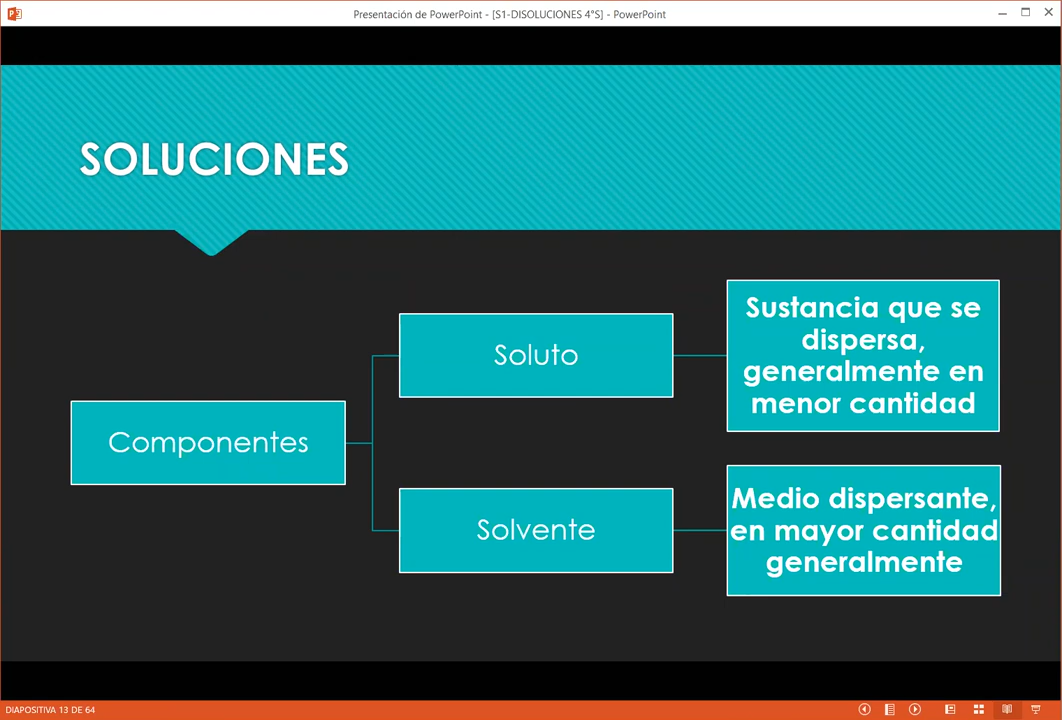 Presentación de PowerPoint - [S1-DISOLUCIONES 4°S] - PowerPoint
SOLUCIONES
Componentes
Soluto
Sustancia que se
dispersa,
generalmente en
menor cantidad
Solvente
Medio dispersante,
en mayor cantidad
generalmente
DIAPOSITIVA 13 DE 64